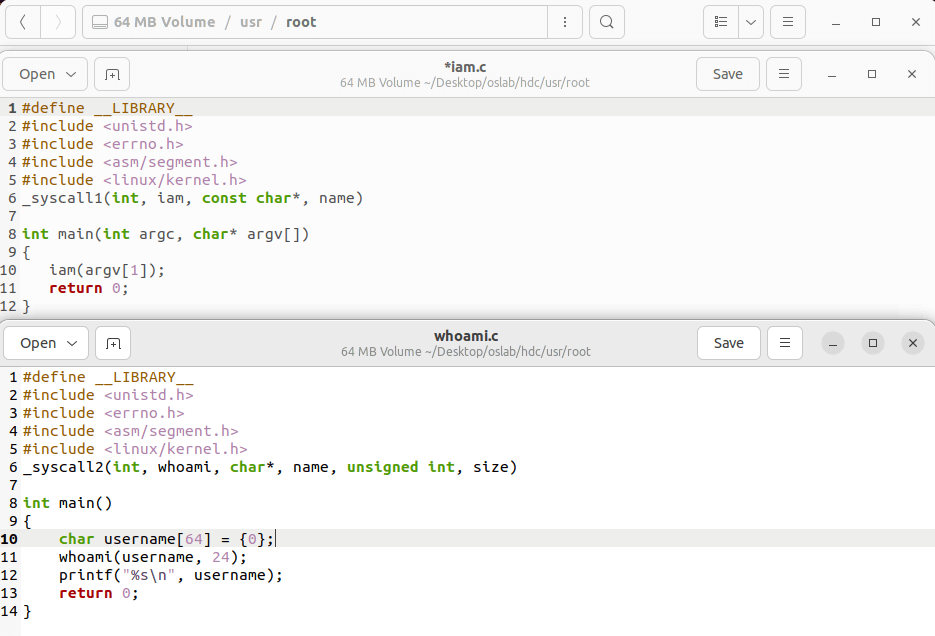 64 MB Volume / usr / root
Open
*iam.c
64 MB Volume ~/Desktop/oslab/hdc/usr/root
Save
1 #define __LIBRARY__
2 #include <unistd.h>
3 #include <errno.h>
4 #include <asm/segment.h>
5 #include <linux/kernel.h>
6 _syscall1(int, iam, const char*, name)
7
8 int main(int argc, char* argv[])
9 {
10    iam(argv[1]);
11    return 0;
12 }
Open
whoami.c
64 MB Volume ~/Desktop/oslab/hdc/usr/root
Save
1 #define __LIBRARY__
2 #include <unistd.h>
3 #include <errno.h>
4 #include <asm/segment.h>
5 #include <linux/kernel.h>
6 _syscall2(int, whoami, char*, name, unsigned int, size)
7
8 int main()
9 {
10     char username[64] = {0};
11     whoami(username, 24);
12     printf("%s\n", username);
13     return 0;
14 }